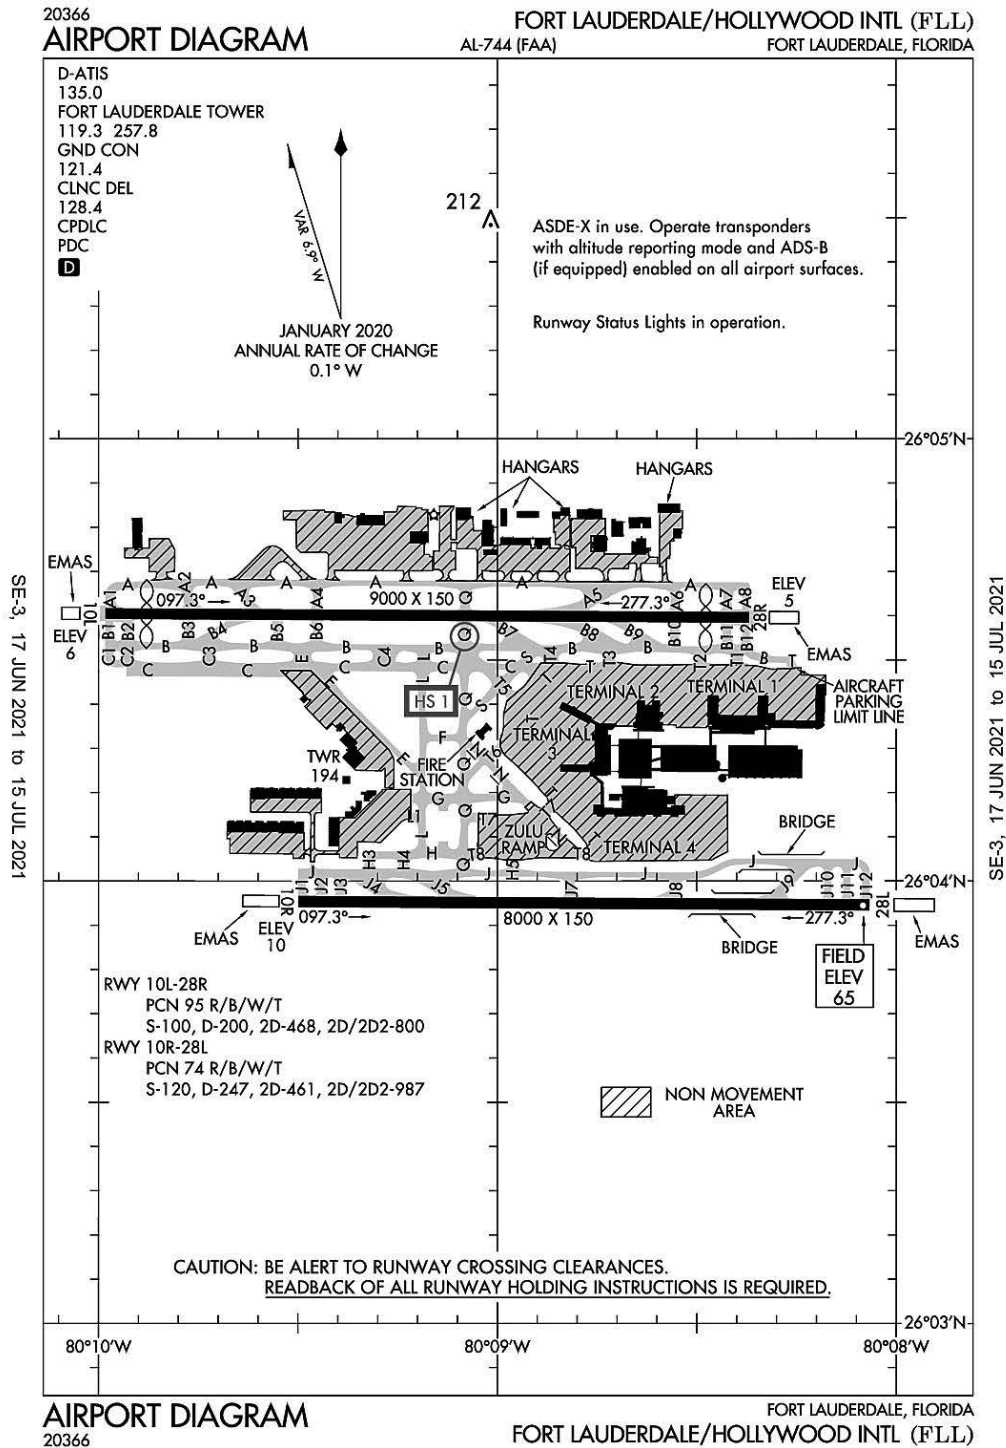 20366
AIRPORT DIAGRAM
AL-744 (FAA)
FORT LAUDERDALE/HOLLYWOOD INTL (FLL)
FORT LAUDERDALE, FLORIDA
D-ATIS
135.0
FORT LAUDERDALE TOWER
119.3 257.8
GND CON
121.4
CLNC DEL
128.4
CPDLC
PDC
D
VAR 6.9° W
JANUARY 2020
ANNUAL RATE OF CHANGE
0.1° W
212
ASDE-X in use. Operate transponders
with altitude reporting mode and ADS-B
(if equipped) enabled on all airport surfaces.
Runway Status Lights in operation.
26°05'N
HANGARS
HANGARS
EMAS
A A2 A A A A
A1 A3 A4 Q A5 A6 A7 A8
10L
097.3°
9000 X 150
277.3°
28R
ELEV
5
ELEV
6
EMAS
B1 B2 B3 B4 B5 B6 Q B7 B8 B9 B10 B11 B12
C1 C2 B C3 B B C4 L B S T4 B T3 T2 T1 B T
C C E C C T
HS 1
F L Q S T5 T
TERMINAL 2
TERMINAL 1
AIRCRAFT
PARKING
LIMIT LINE
TERMINAL
3
TWR
194
E F Q N T6 N
FIRE
STATION
L1 G Q G T7
ZULU
RAMP
TERMINAL 4
BRIDGE
H3 H4 H T8 Q T8
J J1 J2 J3 J4 J5 J H5 J7 J J8 J J9 J10 J11 J12 J
26°04'N
10R
28L
097.3°
8000 X 150
277.3°
EMAS
ELEV
10
BRIDGE
EMAS
FIELD
ELEV
65
RWY 10L-28R
PCN 95 R/B/W/T
S-100, D-200, 2D-468, 2D/2D2-800
RWY 10R-28L
PCN 74 R/B/W/T
S-120, D-247, 2D-461, 2D/2D2-987
NON MOVEMENT
AREA
CAUTION: BE ALERT TO RUNWAY CROSSING CLEARANCES.
READBACK OF ALL RUNWAY HOLDING INSTRUCTIONS IS REQUIRED.
26°03'N
80°10'W
80°09'W
80°08'W
SE-3, 17 JUN 2021 to 15 JUL 2021
SE-3, 17 JUN 2021 to 15 JUL 2021
AIRPORT DIAGRAM
20366
FORT LAUDERDALE, FLORIDA
FORT LAUDERDALE/HOLLYWOOD INTL (FLL)